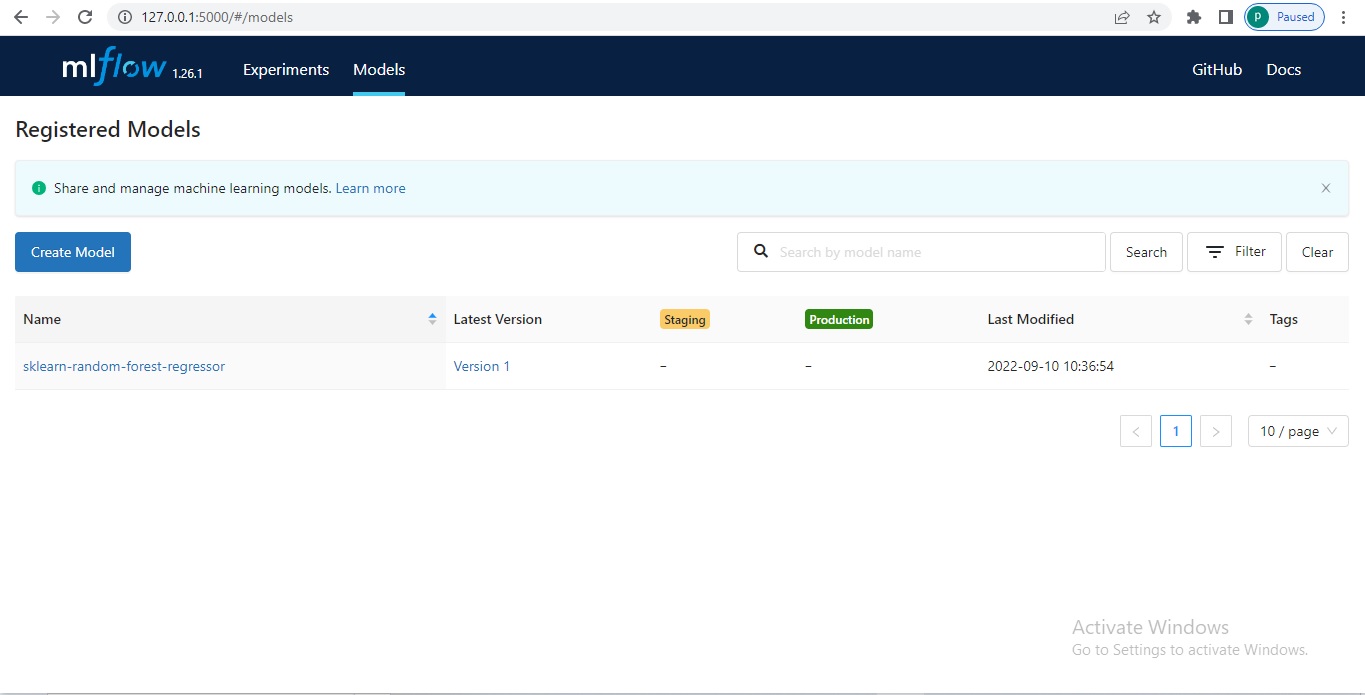 127.0.0.1:5000/#/models
p Paused
mlflow 1.26.1 Experiments Models GitHub Docs
Registered Models
Share and manage machine learning models. Learn more
Create Model Search by model name Search Filter Clear
Name Latest Version Staging Production Last Modified Tags
sklearn-random-forest-regressor Version 1 – – 2022-09-10 10:36:54 –
< 1 > 10 / page
Activate Windows
Go to Settings to activate Windows.